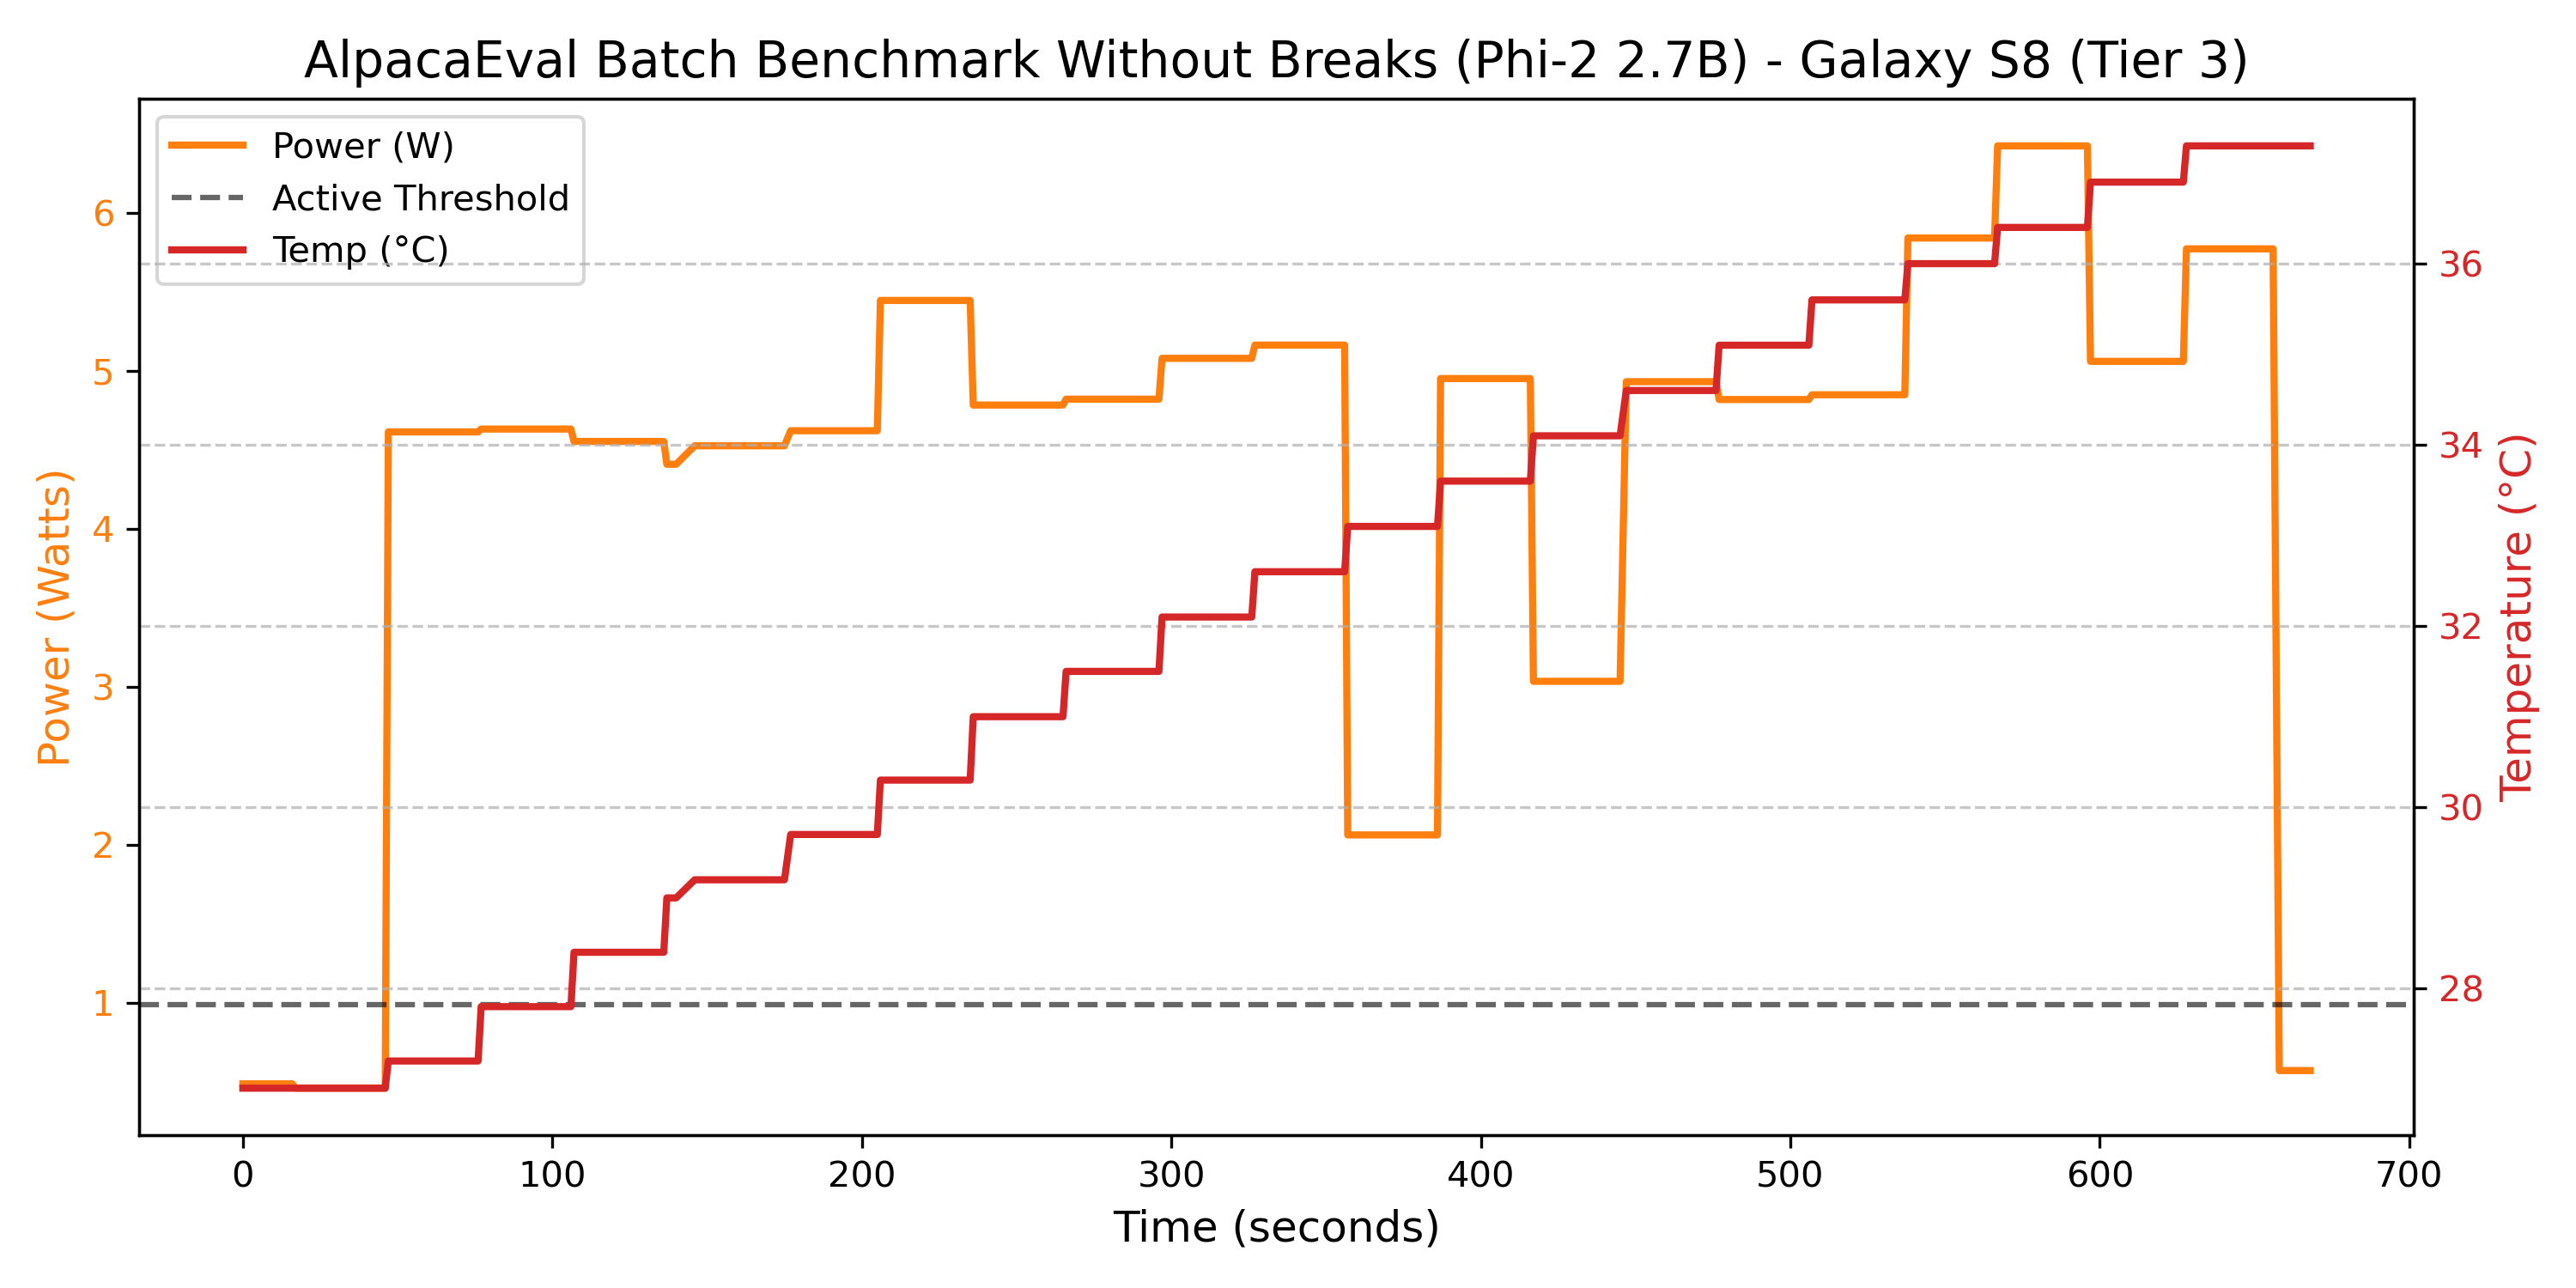 AlpacaEval Batch Benchmark Without Breaks (Phi-2 2.7B) - Galaxy S8 (Tier 3)
Power (W)
Active Threshold
Temp (°C)
Power (Watts)
6
5
4
3
2
1
36
34
32
30
28
Temperature (°C)
0 100 200 300 400 500 600 700
Time (seconds)